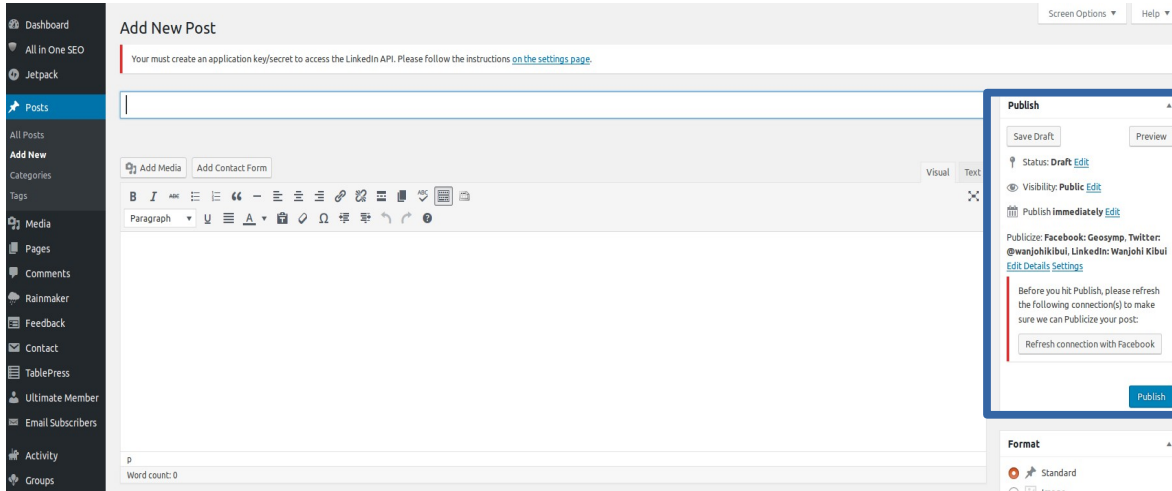 Screen Options Help
Dashboard
All in One SEO
Jetpack
Posts
All Posts
Add New
Categories
Tags
Media
Pages
Comments
Rainmaker
Feedback
Contact
TablePress
Ultimate Member
Email Subscribers
Activity
Groups
Add New Post
Your must create an application key/secret to access the LinkedIn API. Please follow the instructions on the settings page.
Add Media Add Contact Form
Visual Text
B I ABC ABC
Paragraph U A Ω
p
Word count: 0
Publish
Save Draft Preview
Status: Draft Edit
Visibility: Public Edit
Publish immediately Edit
Publicize: Facebook: Geosymp, Twitter:
@wanjohikibui, LinkedIn: Wanjohi Kibui
Edit Details Settings
Before you hit Publish, please refresh
the following connection(s) to make
sure we can Publicize your post:
Refresh connection with Facebook
Publish
Format
Standard